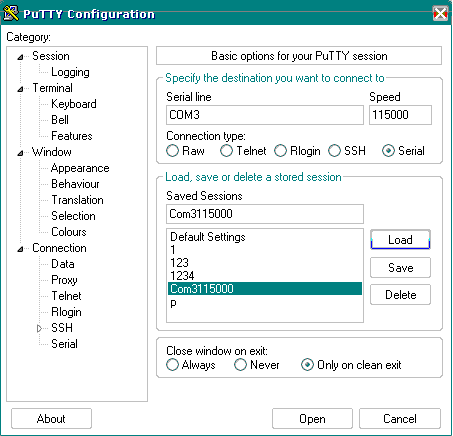 PuTTY Configuration
Category:
Session
Logging
Terminal
Keyboard
Bell
Features
Window
Appearance
Behaviour
Translation
Selection
Colours
Connection
Data
Proxy
Telnet
Rlogin
SSH
Serial
Basic options for your PuTTY session
Specify the destination you want to connect to
Serial line Speed
COM3 115000
Connection type:
Raw Telnet Rlogin SSH Serial
Load, save or delete a stored session
Saved Sessions
Com3115000
Default Settings
1
123
1234
Com3115000
p
Load
Save
Delete
Close window on exit:
Always Never Only on clean exit
About Open Cancel